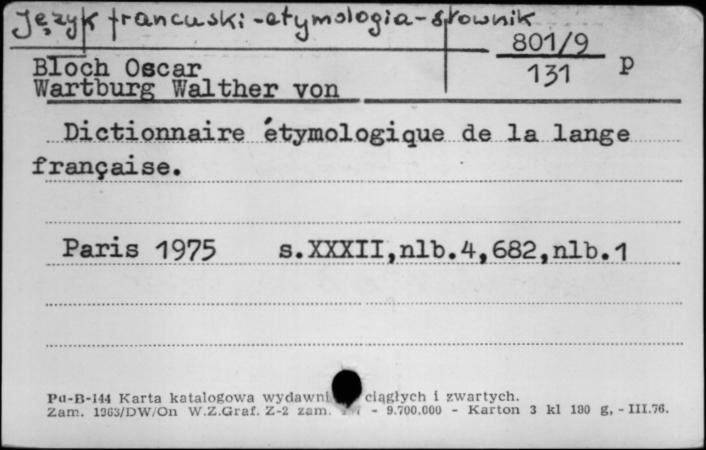 Język francuski-etymologia-słownik
801/9
131 p
Bloch Oscar
Wartburg Walther von
Dictionnaire étymologique de la lange
française.
Paris 1975 s.XXXII,nlb.4,682,nlb.1
Pu-B-144 Karta katalogowa ciągłych i zwartych.
Zam. 1963/DW/On W.Z.Graf. Z-2 zam. - 9.700.000 - Karton 3 kl 180 g, - III.76.